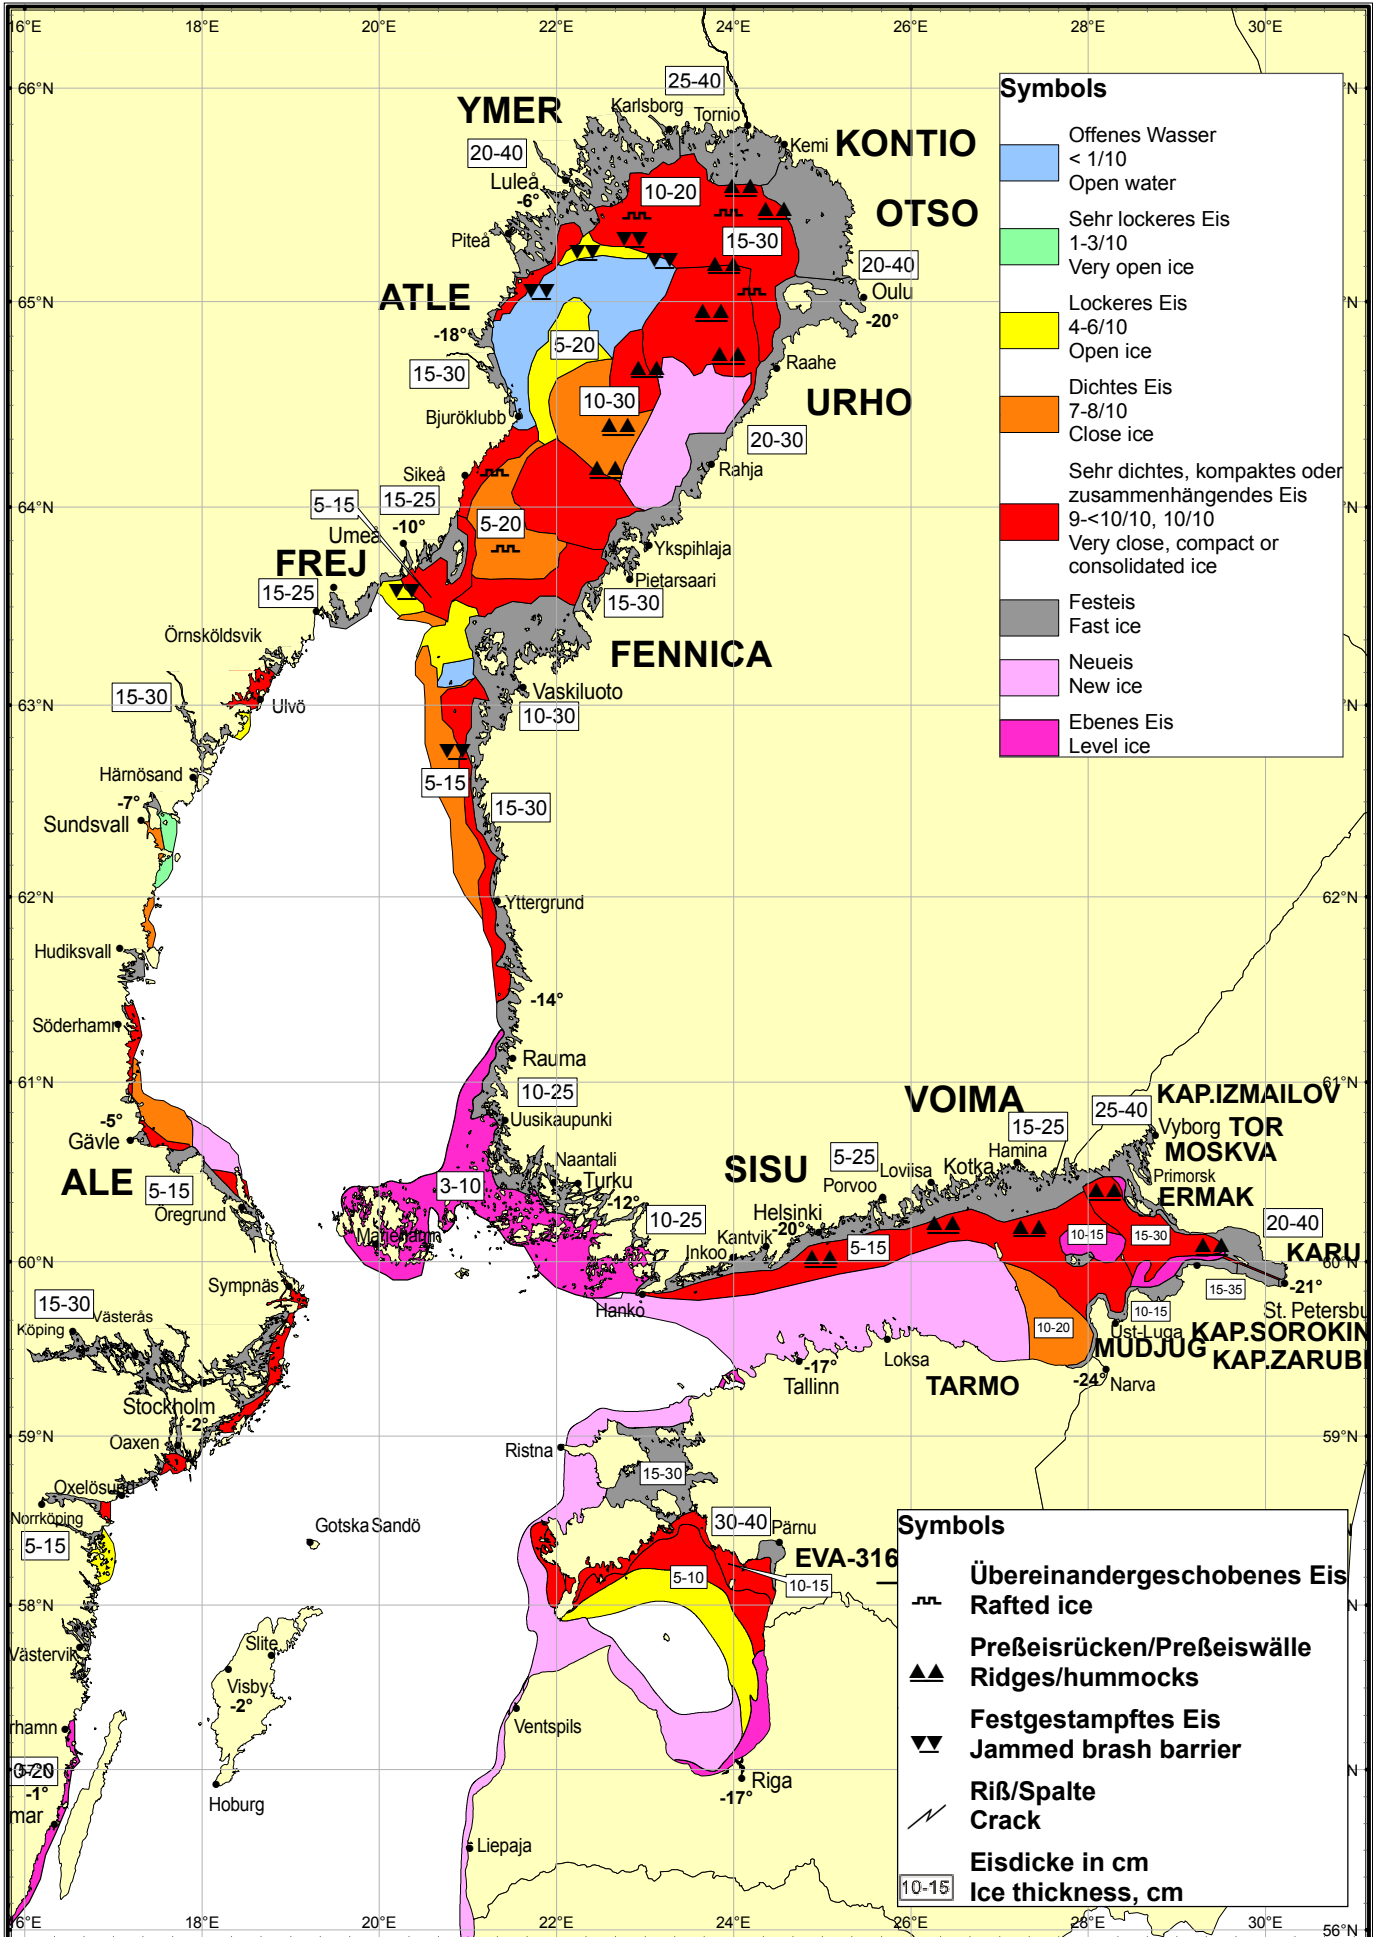 16°E
18°E
20°E
22°E
24°E
26°E
28°E
30°E
66°N
25-40
Karlsborg
Tornio
YMER
Kemi
KONTIO
20-40
Luleå
-6°
10-20
OTSO
Piteå
15-30
20-40
Oulu
-20°
65°N
ATLE
-18°
15-30
5-20
Raahe
10-30
URHO
Bjuröklubb
20-30
Rahja
Sikeå
64°N
15-25
5-15
-10°
Umeå
5-20
Ykspihlaja
FREJ
Pietarsaari
15-25
15-30
Örnsköldsvik
FENNICA
15-30
Ulvö
Vaskiluoto
63°N
10-30
Härnösand
5-15
-7°
Sundsvall
15-30
62°N
62°N
Yttergrund
Hudiksvall
-14°
Söderhamn
Rauma
61°N
61°N
10-25
VOIMA
KAP.IZMAILOV
-5°
Gävle
Uusikaupunki
15-25
25-40
Vyborg
TOR
Hamina
MOSKVA
ALE
5-15
3-10
Naantali
Turku
SISU
5-25
Loviisa
Kotka
Primorsk
Porvoo
ERMAK
Öregrund
-12°
10-25
Helsinki
-20°
20-40
Mariehamn
Kantvik
5-15
10-15
15-30
KARU
Inkoo
60°N
60°N
-21°
Sympnäs
15-35
15-30
Västerås
Köping
Hanko
10-15
St. Petersbu
10-20
Ust-Luga
KAP.SOROKIN
MUDJUG
KAP.ZARUBI
Loksa
-17°
Tallinn
TARMO
-24°
Narva
Stockholm
-2°
59°N
59°N
Oaxen
Ristna
15-30
Oxelösund
Norrköping
Gotska Sandö
30-40
Pärnu
5-15
EVA-316
5-10
10-15
58°N
Slite
Västervik
Visby
-2°
Ventspils
rhamn
-1°
mar
Hoburg
Riga
-17°
Liepaja
16°E
18°E
20°E
22°E
24°E
26°E
28°E
30°E
56°N
Symbols
Offenes Wasser
< 1/10
Open water
Sehr lockeres Eis
1-3/10
Very open ice
Lockeres Eis
4-6/10
Open ice
Dichtes Eis
7-8/10
Close ice
Sehr dichtes, kompaktes oder
zusammenhängendes Eis
9-<10/10, 10/10
Very close, compact or
consolidated ice
Festeis
Fast ice
Neueis
New ice
Ebenes Eis
Level ice
Symbols
Übereinandergeschobenes Eis
Rafted ice
Preßeisrücken/Preßeiswälle
Ridges/hummocks
Festgestampftes Eis
Jammed brash barrier
Riß/Spalte
Crack
Eisdicke in cm
10-15
Ice thickness, cm